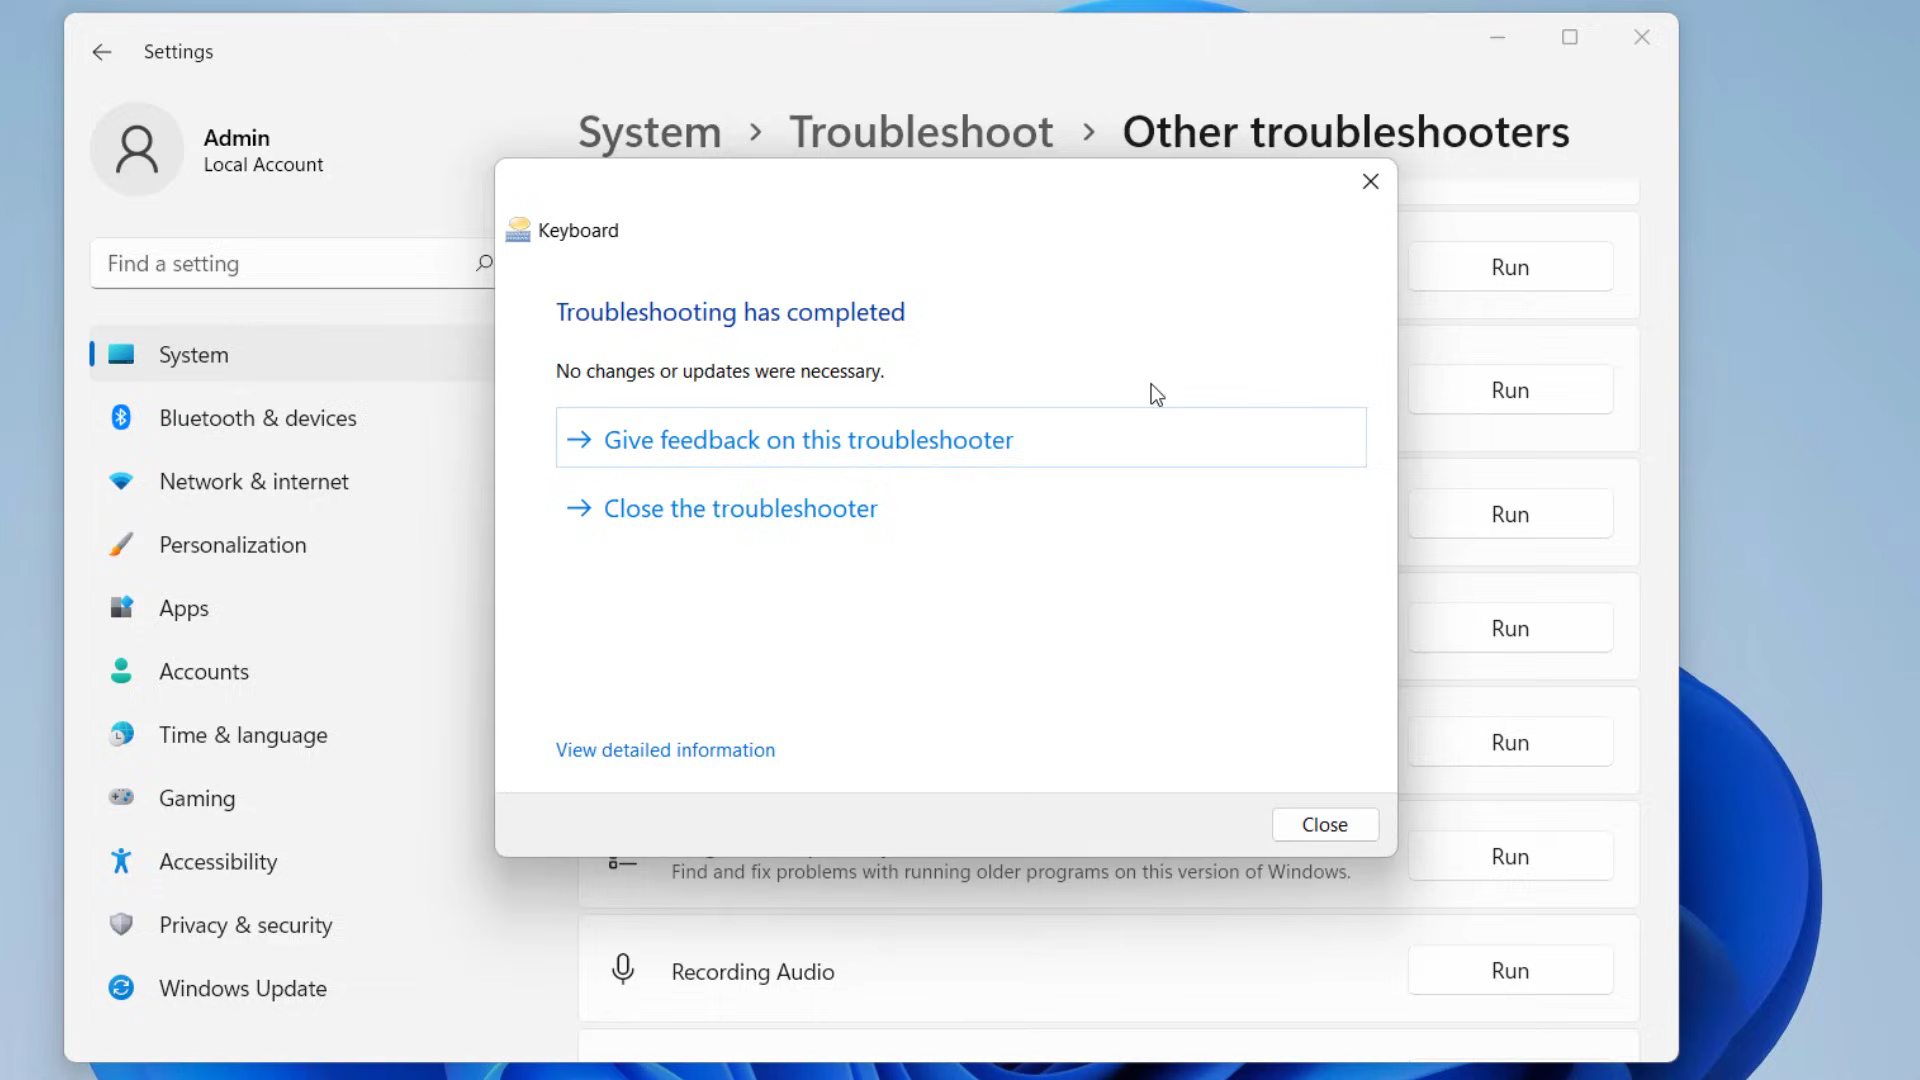 Settings
Admin
Local Account
Find a setting
System
Bluetooth & devices
Network & internet
Personalization
Apps
Accounts
Time & language
Gaming
Accessibility
Privacy & security
Windows Update
System > Troubleshoot > Other troubleshooters
Keyboard
Troubleshooting has completed
No changes or updates were necessary.
Give feedback on this troubleshooter
Close the troubleshooter
View detailed information
Close
Run
Run
Run
Run
Run
Find and fix problems with running older programs on this version of Windows.
Run
Recording Audio
Run